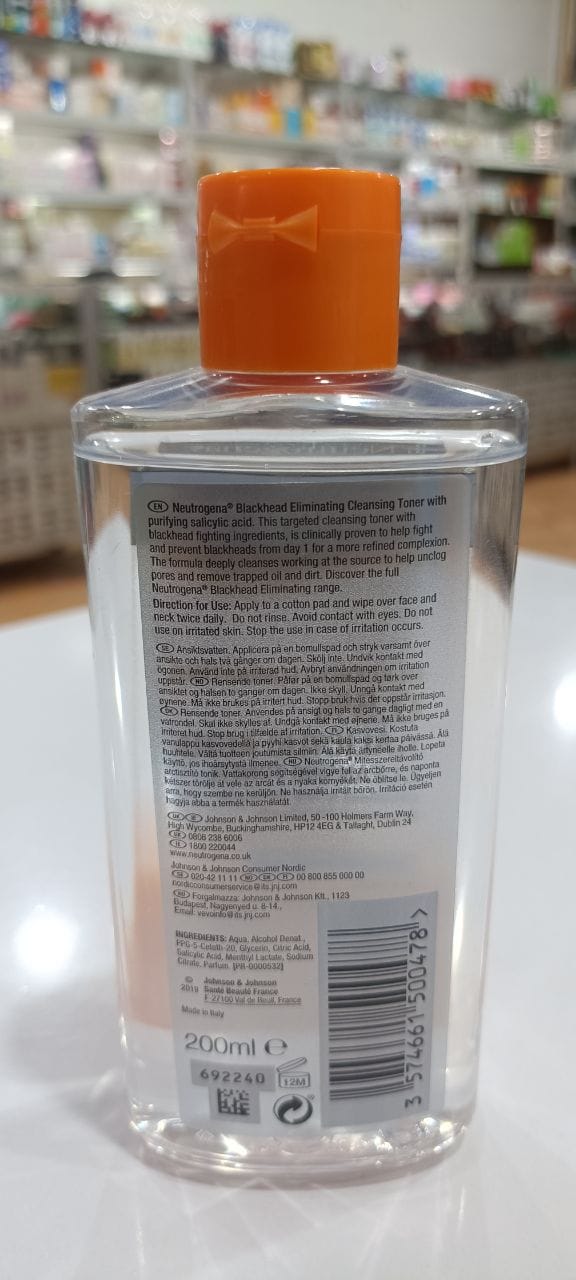 EN Neutrogena® Blackhead Eliminating Cleansing Toner with
purifying salicylic acid. This targeted cleansing toner with
blackhead fighting ingredients, is clinically proven to help fight
and prevent blackheads from day 1 for a more refined complexion.
The formula deeply cleanses working at the source to help unclog
pores and remove trapped oil and dirt. Discover the full
Neutrogena® Blackhead Eliminating range.
Direction for Use: Apply to a cotton pad and wipe over face and
neck twice daily. Do not rinse. Avoid contact with eyes. Do not
use on irritated skin. Stop the use in case of irritation occurs.
SE Ansiktsvatten. Applicera på en bomullspad och stryk varsamt över
ansikte och hals två gånger om dagen. Skölj inte. Undvik kontakt med
ögonen. Använd inte på irriterad hud. Avbryt användningen om irritation
uppstår. NO Rensende toner. Påfør på en bomullspad og tørk over
ansiktet og halsen to ganger om dagen. Ikke skyll. Unngå kontakt med
øynene. Må ikke brukes på irritert hud. Stopp bruk hvis det oppstår irritasjon.
DK Rensende toner. Anvendes på ansigt og hals to gange dagligt med en
vatrondel. Skal ikke skylles af. Undgå kontakt med øjnene. Må ikke bruges på
irriteret hud. Stop brug i tilfælde af irritation. FI Kasvovesi. Kostuta
vanulappu kasvovedellä ja pyyhi kasvot sekä kaula kaksi kertaa päivässä. Älä
huuhtele. Vältä tuotteen joutumista silmiin. Älä käytä ärtyneelle iholle. Lopeta
käyttö, jos ihoärsytystä ilmenee. HU Neutrogena® Mitesszereltávolító
arctisztító tonik. Vattakorong segítségével vigye fel az arcbőrre, és naponta
kétszer törölje át vele az arcát és a nyaka környékét. Ne öblítse le. Ügyeljen
arra, hogy szembe ne kerüljön. Ne használja irritált bőrön. Irritáció esetén
hagyja abba a termék használatát.
UK IE Johnson & Johnson Limited, 50 -100 Holmers Farm Way,
High Wycombe, Buckinghamshire, HP12 4EG & Tallaght, Dublin 24
UK 0808 238 6006
IE 1800 220044
www.neutrogena.co.uk
Johnson & Johnson Consumer Nordic
SE 020-42 11 11 NO DK FI 00 800 855 000 00
nordicconsumerservice@its.jnj.com
HU Forgalmazza: Johnson & Johnson Kft., 1123
Budapest, Nagyenyed u. 8-14.,
Email: vevoinfo@its.jnj.com
INGREDIENTS: Aqua, Alcohol Denat.,
PPG-5-Ceteth-20, Glycerin, Citric Acid,
Salicylic Acid, Menthyl Lactate, Sodium
Citrate, Parfum. [PR-0000532]
© Johnson & Johnson
2019 Santé Beauté France
F-27100 Val de Reuil, France
Made in Italy
200ml e
692240
12M
3 574661 500478 >